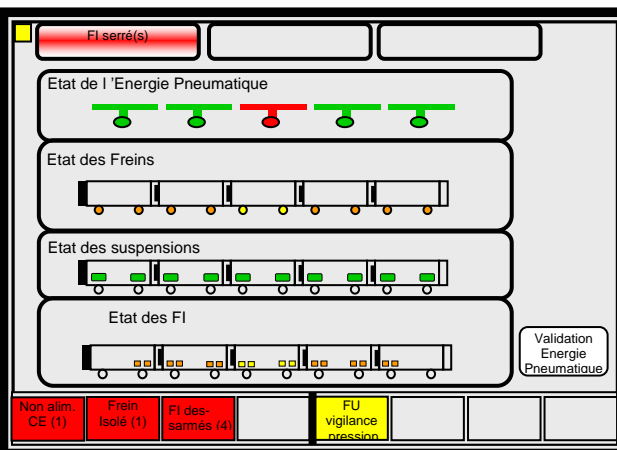 FI serré(s)
Etat de l 'Energie Pneumatique
Etat des Freins
Etat des suspensions
Etat des FI
Validation
Energie
Pneumatique
Non alim.
CE (1)
Frein
Isolé (1)
FI des-
sarmés (4)
FU
vigilance
pression